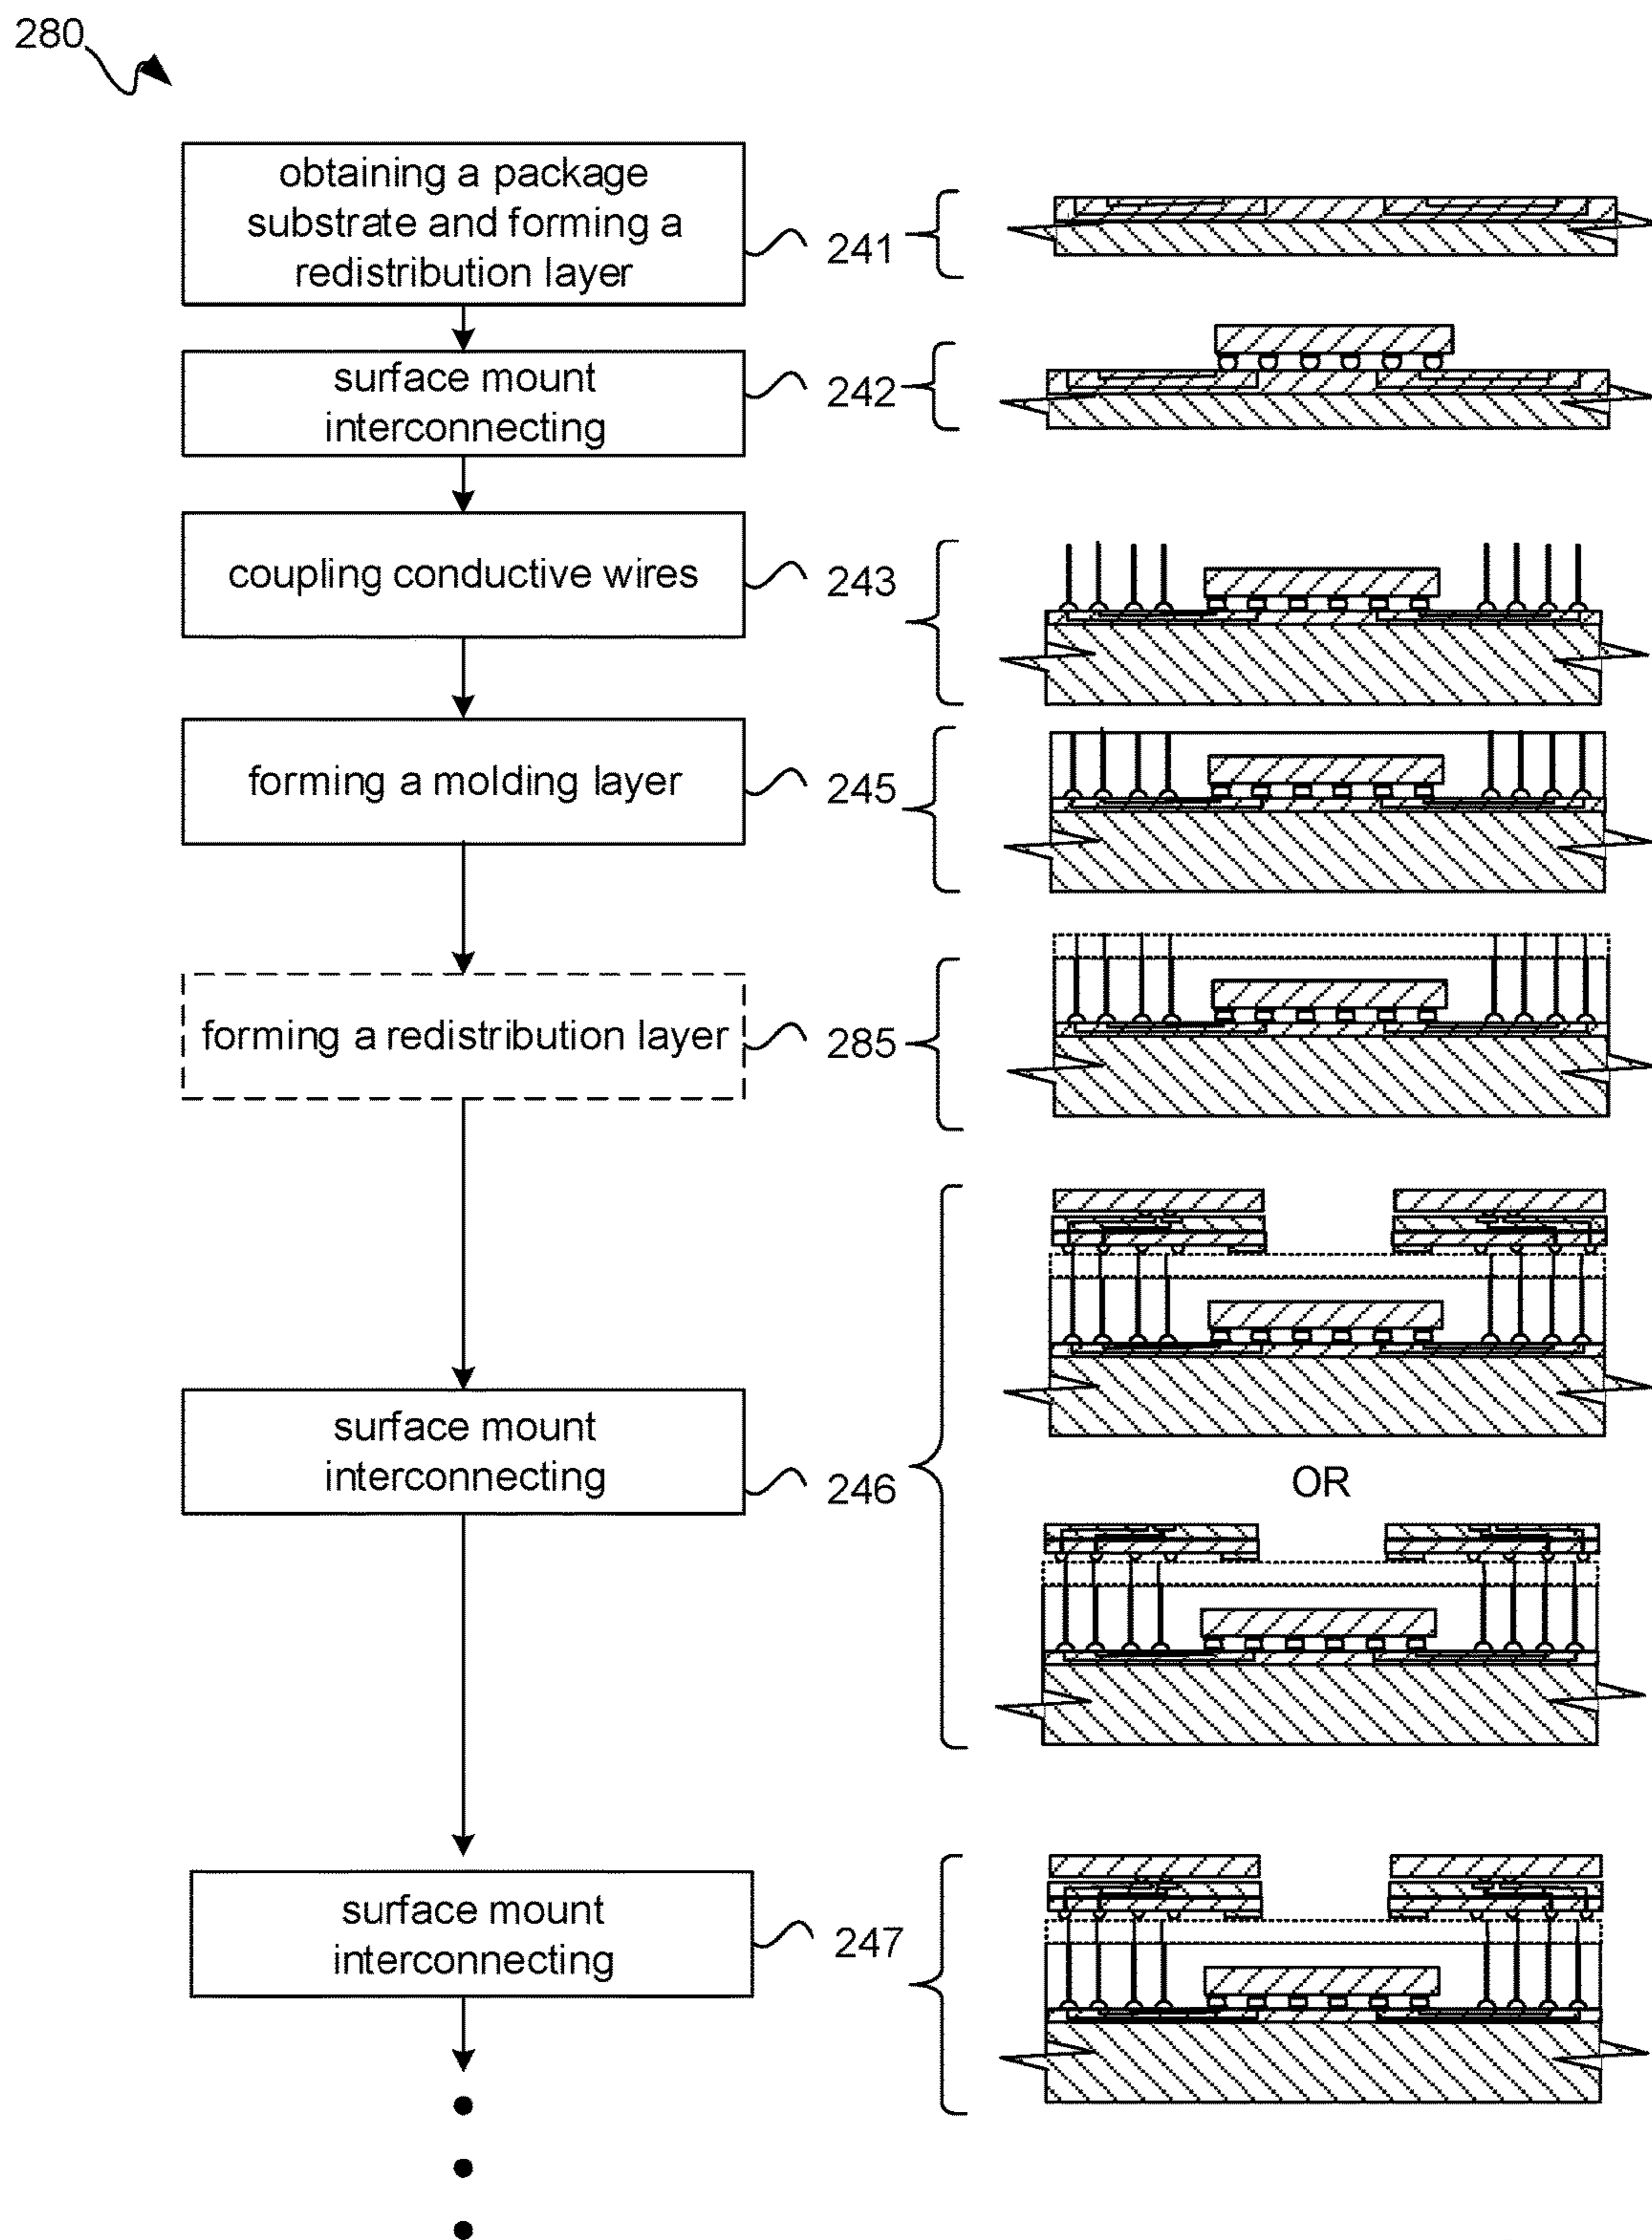 280
obtaining a package
substrate and forming a
redistribution layer
241
surface mount
interconnecting
242
coupling conductive wires
243
forming a molding layer
245
forming a redistribution layer
285
surface mount
interconnecting
246
OR
surface mount
interconnecting
247